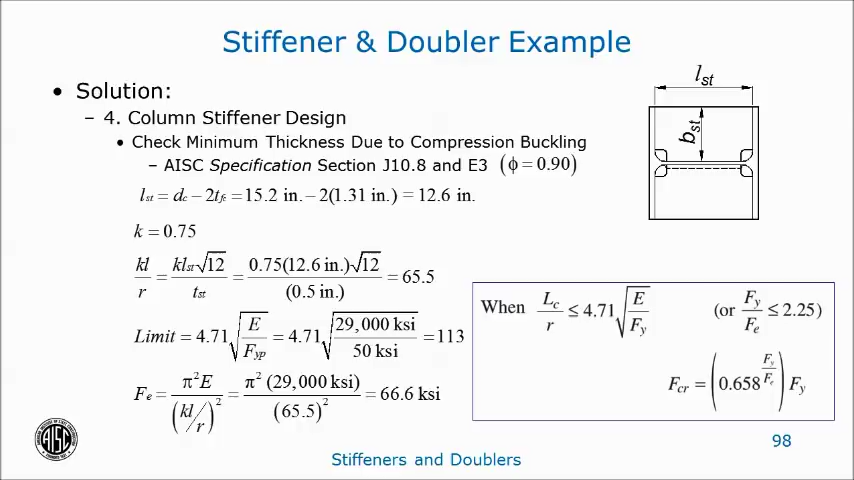 Stiffener & Doubler Example
• Solution:
– 4. Column Stiffener Design
• Check Minimum Thickness Due to Compression Buckling
– AISC Specification Section J10.8 and E3 (ϕ = 0.90)
l_st = d_c − 2t_fc = 15.2 in. − 2(1.31 in.) = 12.6 in.
k = 0.75
kl/r = kl_st√12/t_st = 0.75(12.6 in.)√12/(0.5 in.) = 65.5
Limit = 4.71√(E/F_yp) = 4.71√(29,000 ksi/50 ksi) = 113
F_e = π²E/(kl/r)² = π²(29,000 ksi)/(65.5)² = 66.6 ksi
l_st
b_st
When L_c/r ≤ 4.71√(E/F_y) (or F_y/F_e ≤ 2.25)
F_cr = (0.658^(F_y/F_e)) F_y
AISC
98
Stiffeners and Doublers